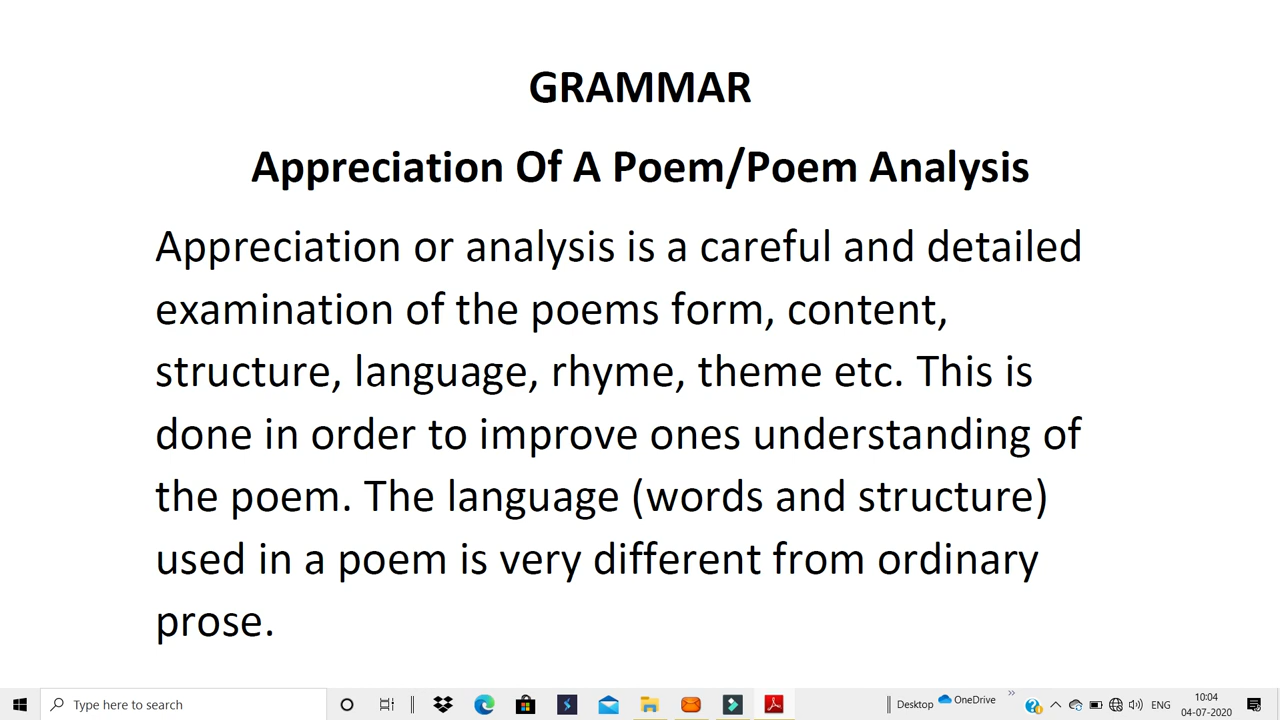 GRAMMAR
Appreciation Of A Poem/Poem Analysis
Appreciation or analysis is a careful and detailed
examination of the poems form, content,
structure, language, rhyme, theme etc. This is
done in order to improve ones understanding of
the poem. The language (words and structure)
used in a poem is very different from ordinary
prose.
Type here to search
Desktop
OneDrive
ENG
10:04
04-07-2020